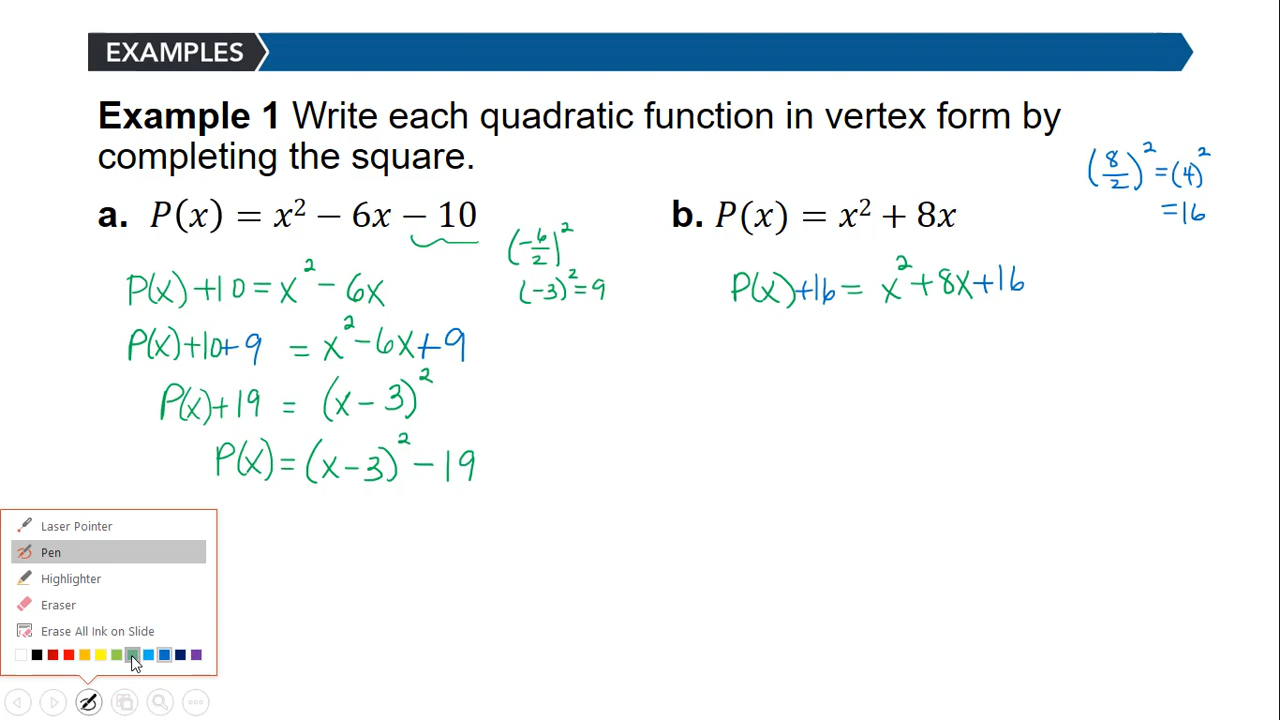 EXAMPLES
Example 1 Write each quadratic function in vertex form by
completing the square.
a. P(x) = x² − 6x − 10
(-6/2)²
(-3)² = 9
P(x)+10 = x² − 6x
P(x)+10+9 = x² − 6x + 9
P(x)+19 = (x − 3)²
P(x) = (x − 3)² − 19
b. P(x) = x² + 8x
(8/2)² = (4)²
= 16
P(x)+16 = x² + 8x + 16
Laser Pointer
Pen
Highlighter
Eraser
Erase All Ink on Slide